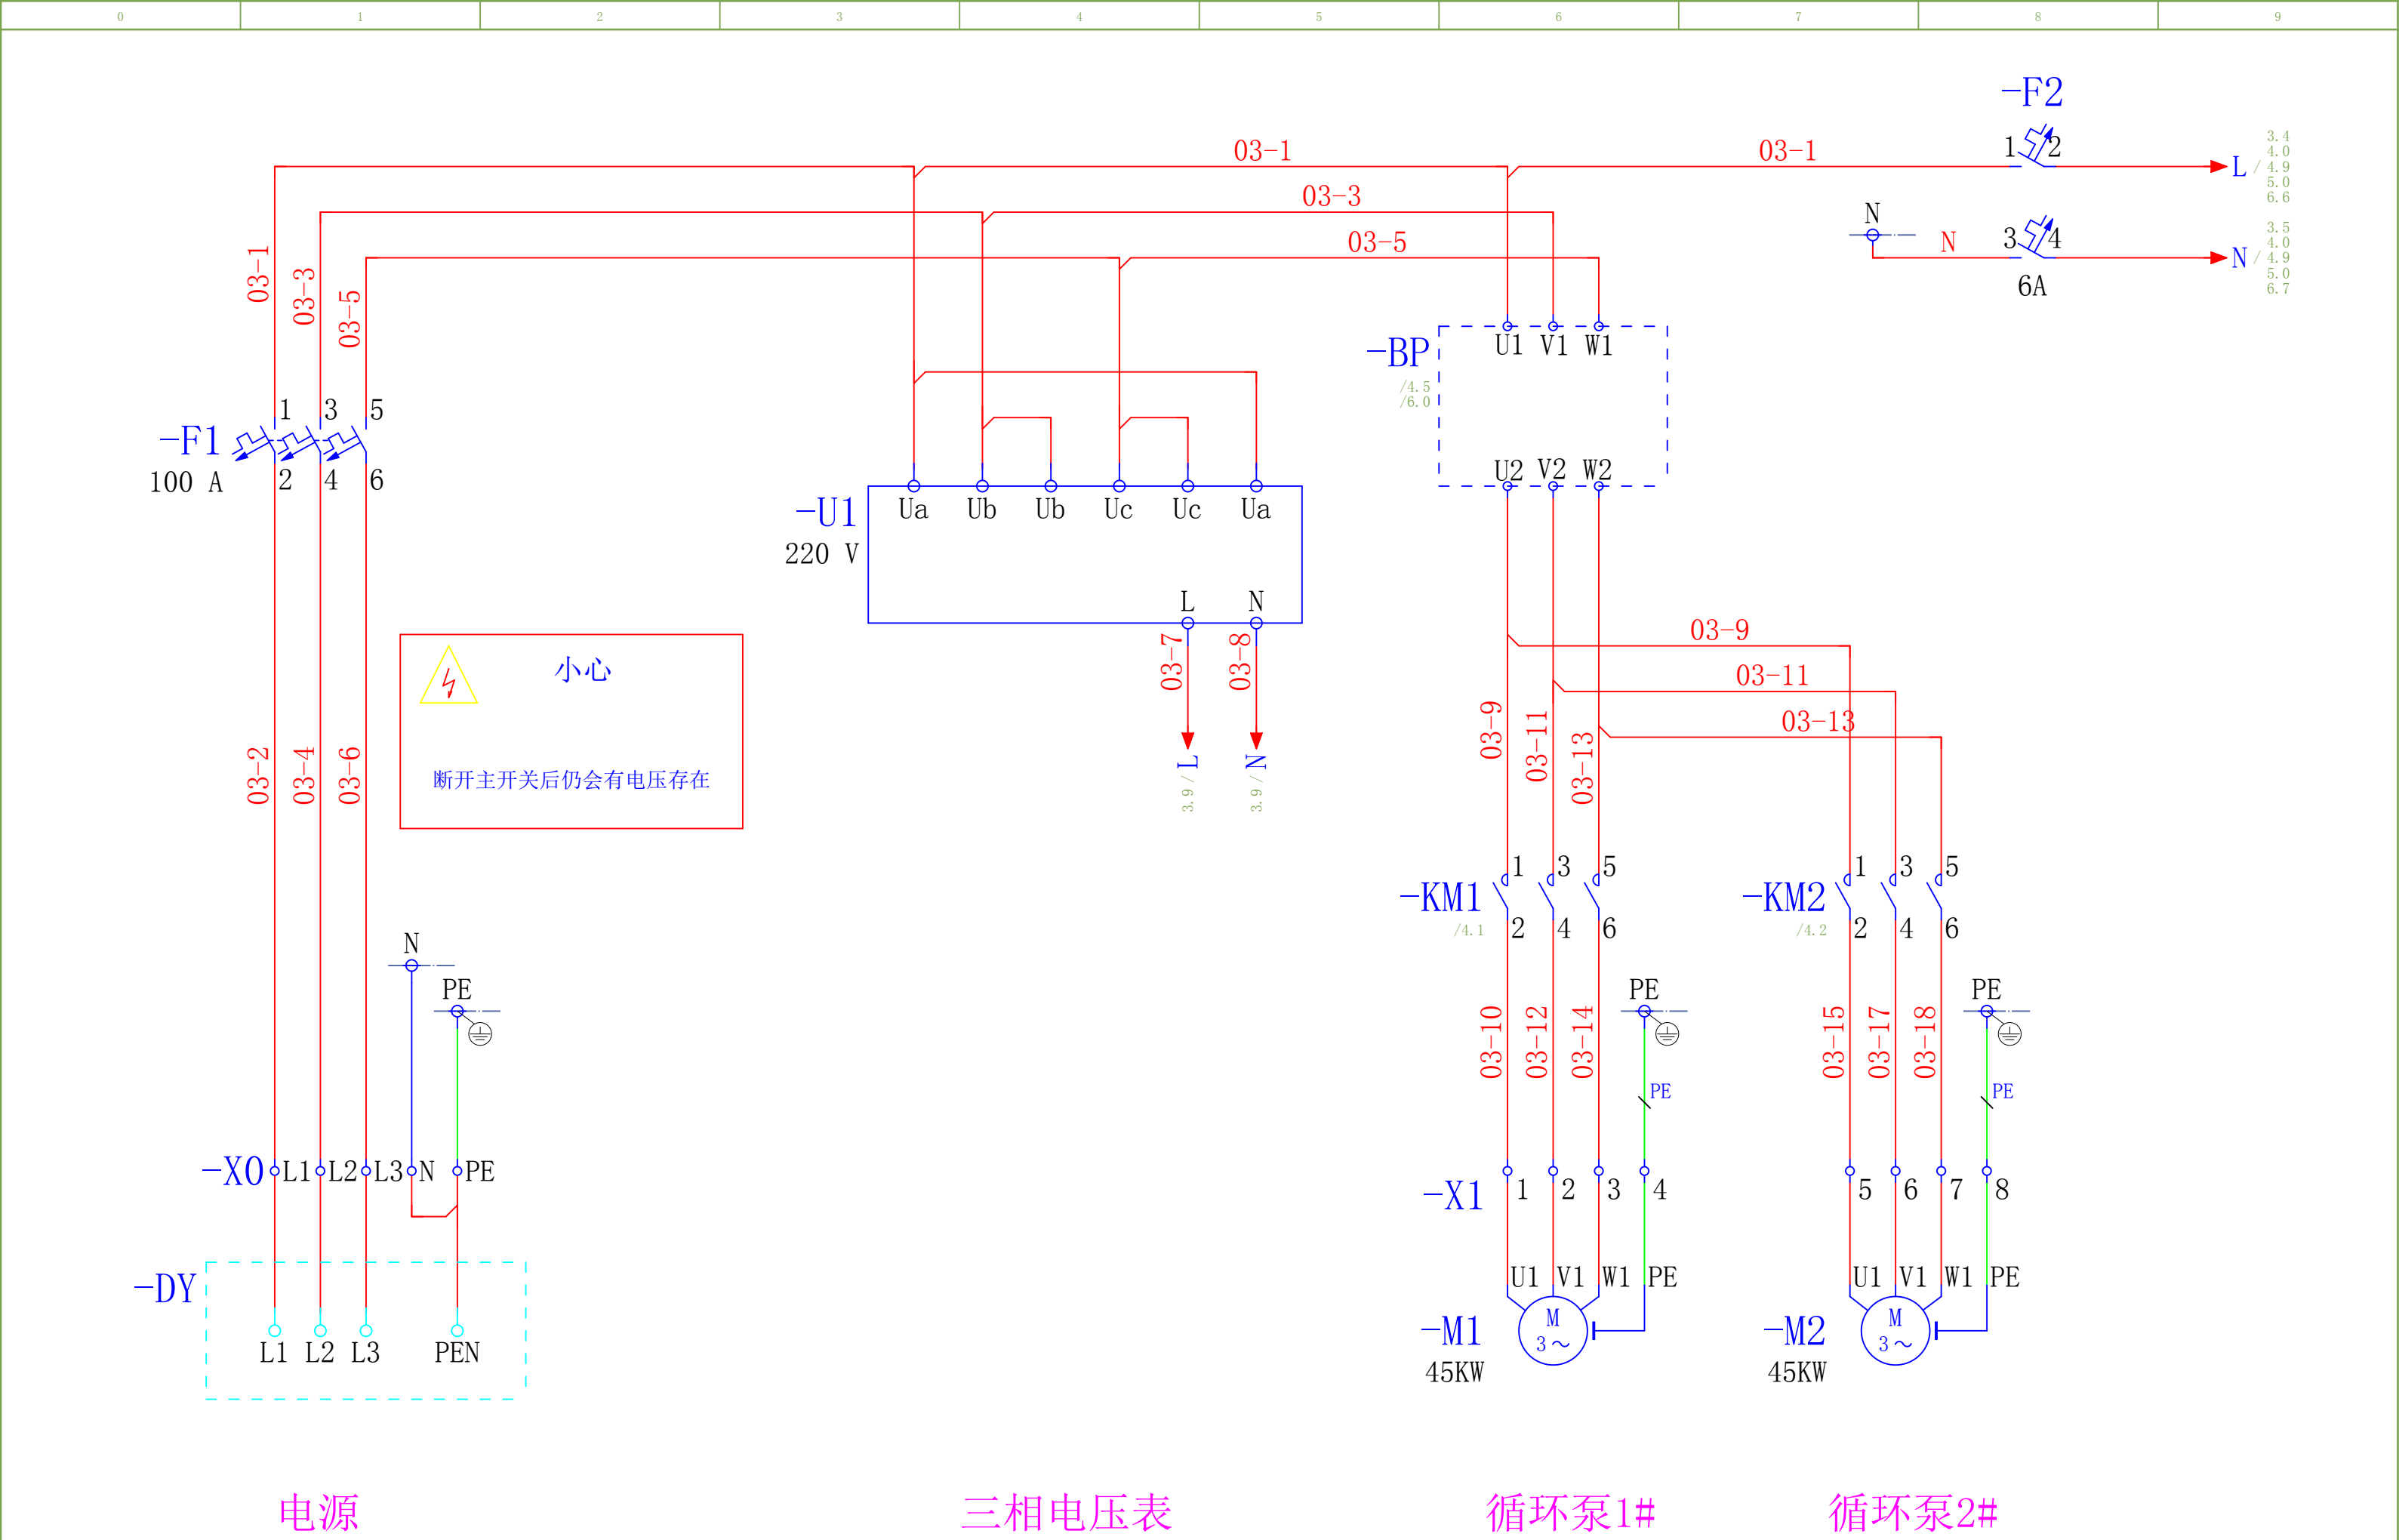 0 1 2 3 4 5 6 7 8 9
-F2
03-1 03-1 1 2
L / 3.4
4.0
4.9
5.0
6.6
03-3
N
03-5 N 3 4
6A
N / 3.5
4.0
4.9
5.0
6.7
03-1 03-3 03-5
-BP
/4.5
/6.0
U1 V1 W1
U2 V2 W2
1 3 5
-F1
100 A
2 4 6
-U1
220 V
Ua Ub Ub Uc Uc Ua
L N
03-7 03-8
L N
3.9 / 3.9 /
小心
断开主开关后仍会有电压存在
03-9
03-11
03-13
03-9 03-11 03-13
03-2 03-4 03-6
1 3 5
-KM1
/4.1
2 4 6
1 3 5
-KM2
/4.2
2 4 6
N
PE
PE
PE
03-10 03-12 03-14 PE
03-15 03-17 03-18 PE
-X0 L1 L2 L3 N PE
-X1 1 2 3 4 5 6 7 8
-DY
L1 L2 L3 PEN
U1 V1 W1 PE
-M1
45KW
M
3～
U1 V1 W1 PE
-M2
45KW
M
3～
电源 三相电压表 循环泵1# 循环泵2#